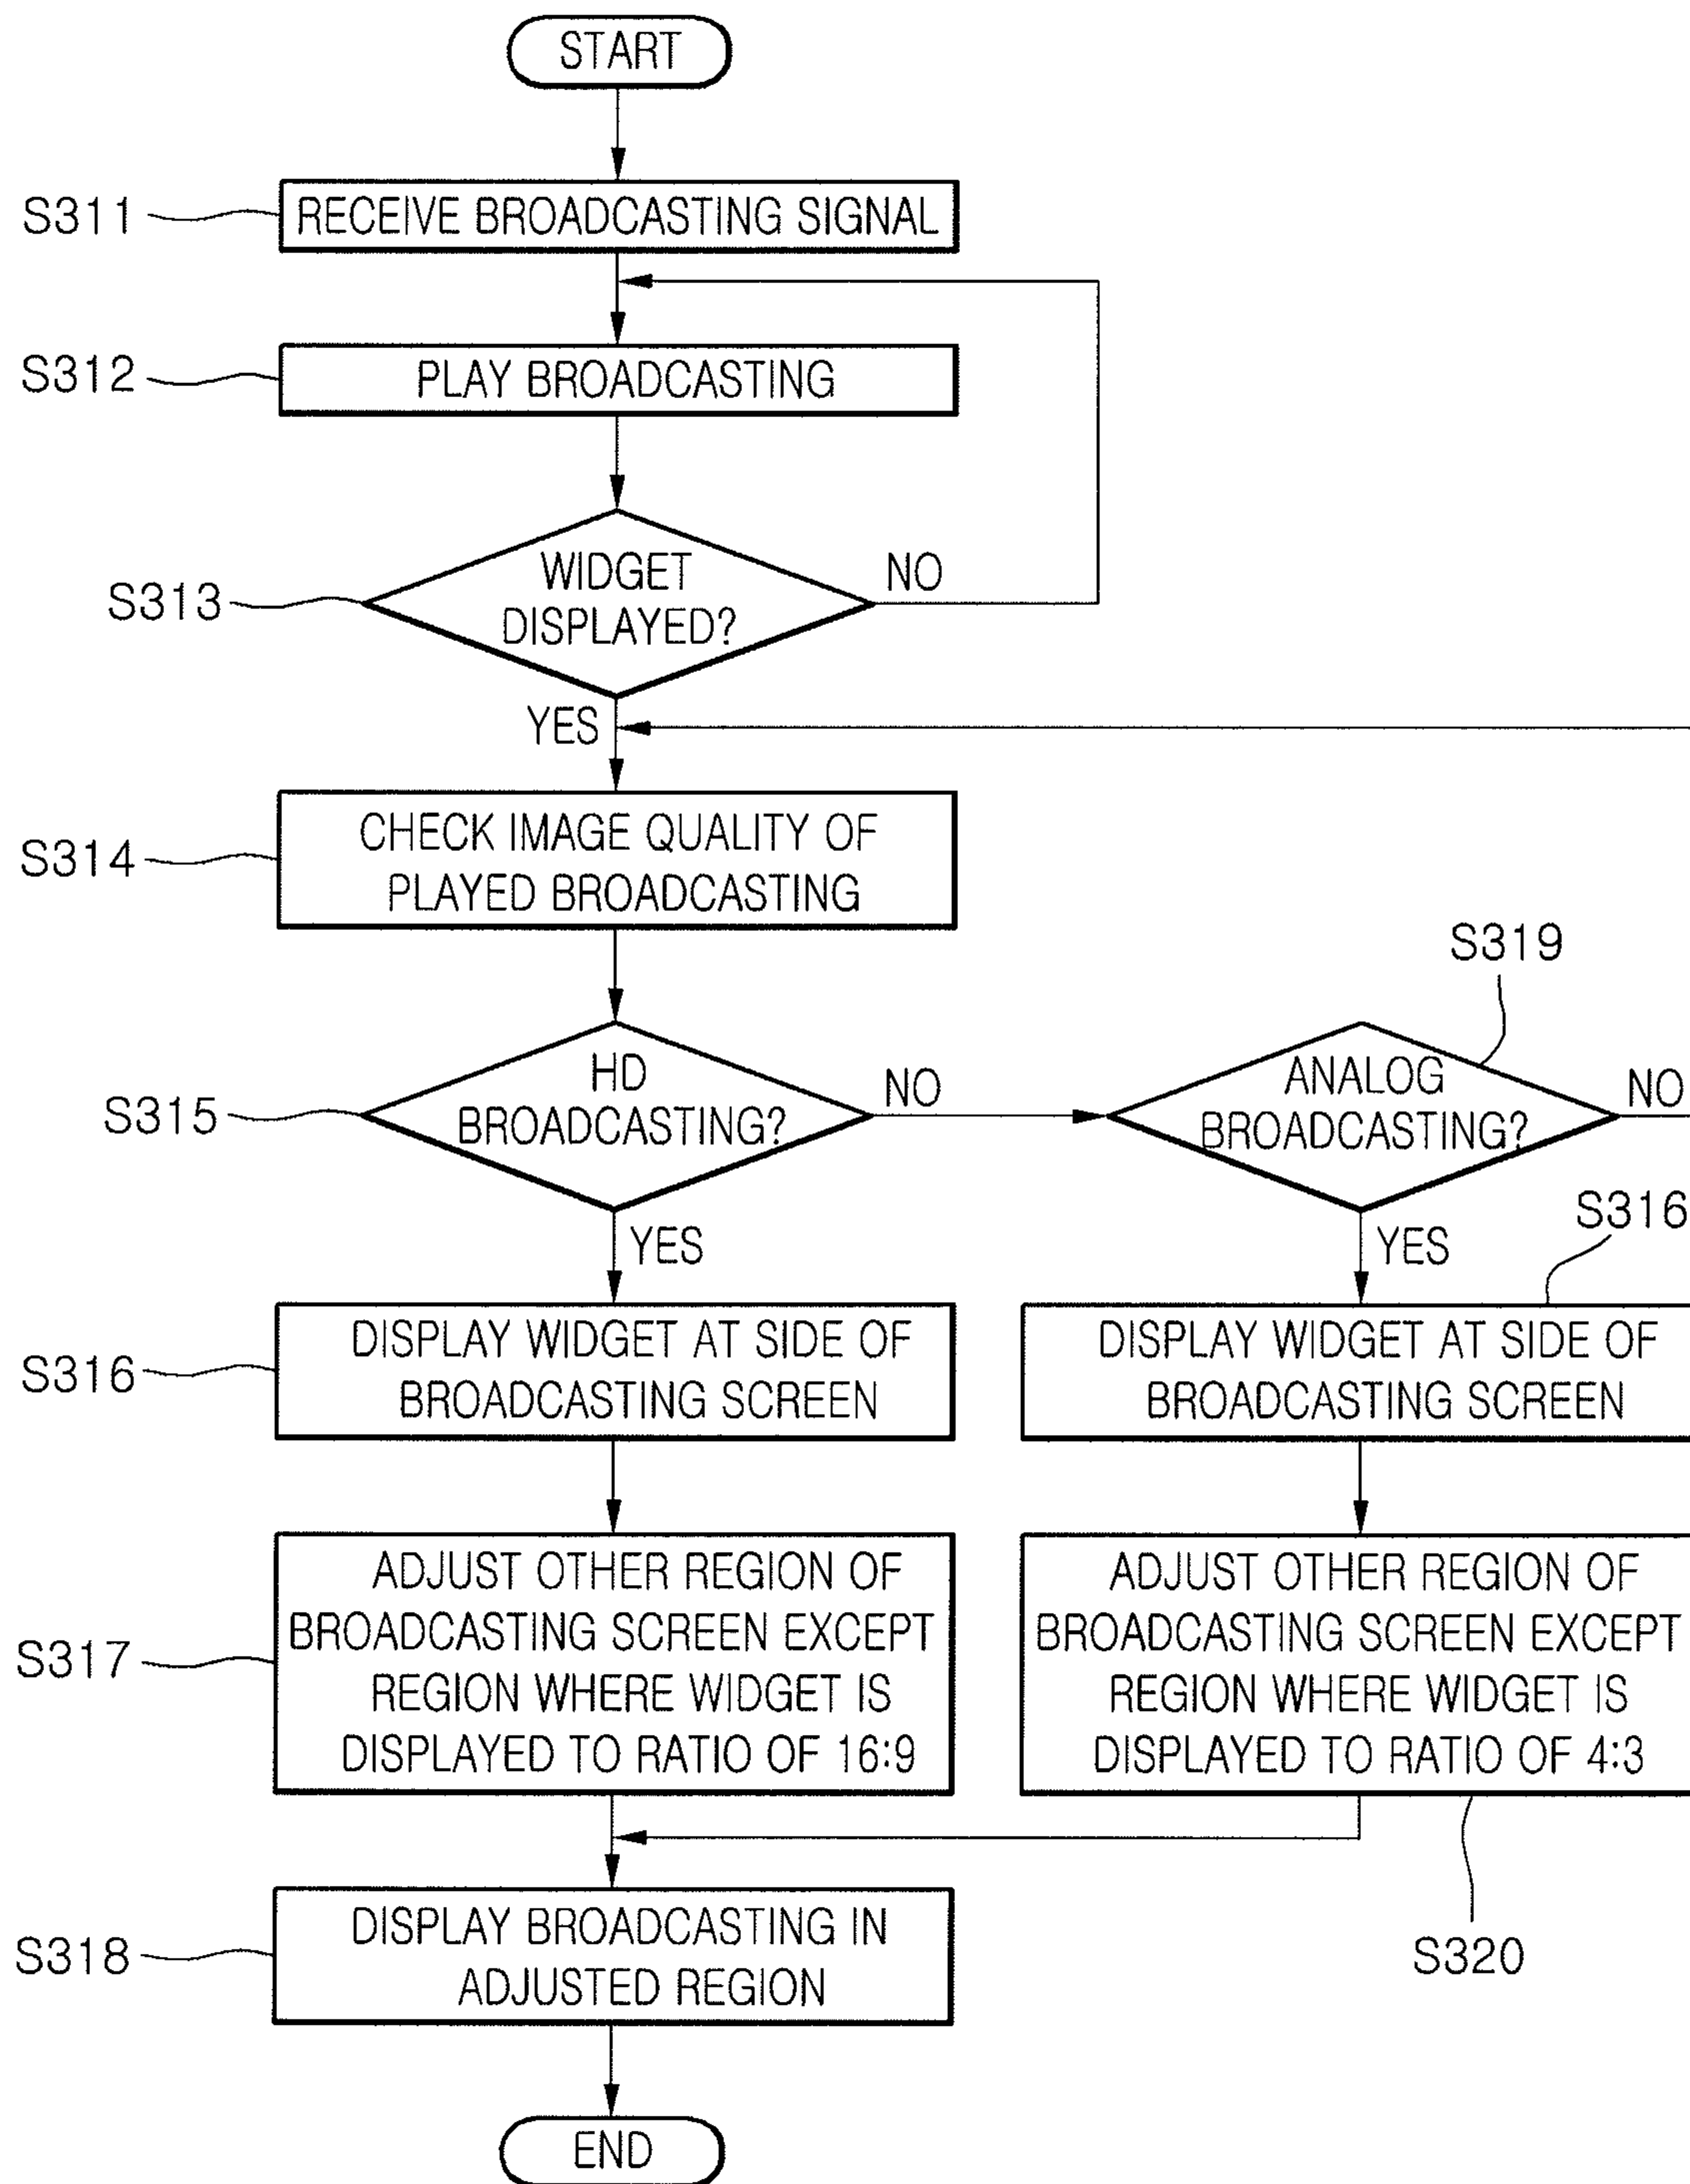 START
S311
RECEIVE BROADCASTING SIGNAL
S312
PLAY BROADCASTING
S313
WIDGET
DISPLAYED?
NO
YES
S314
CHECK IMAGE QUALITY OF
PLAYED BROADCASTING
S315
HD
BROADCASTING?
NO
S319
ANALOG
BROADCASTING?
NO
YES
YES
S316
DISPLAY WIDGET AT SIDE OF
BROADCASTING SCREEN
S316
DISPLAY WIDGET AT SIDE OF
BROADCASTING SCREEN
S317
ADJUST OTHER REGION OF
BROADCASTING SCREEN EXCEPT
REGION WHERE WIDGET IS
DISPLAYED TO RATIO OF 16:9
ADJUST OTHER REGION OF
BROADCASTING SCREEN EXCEPT
REGION WHERE WIDGET IS
DISPLAYED TO RATIO OF 4:3
S320
S318
DISPLAY BROADCASTING IN
ADJUSTED REGION
END